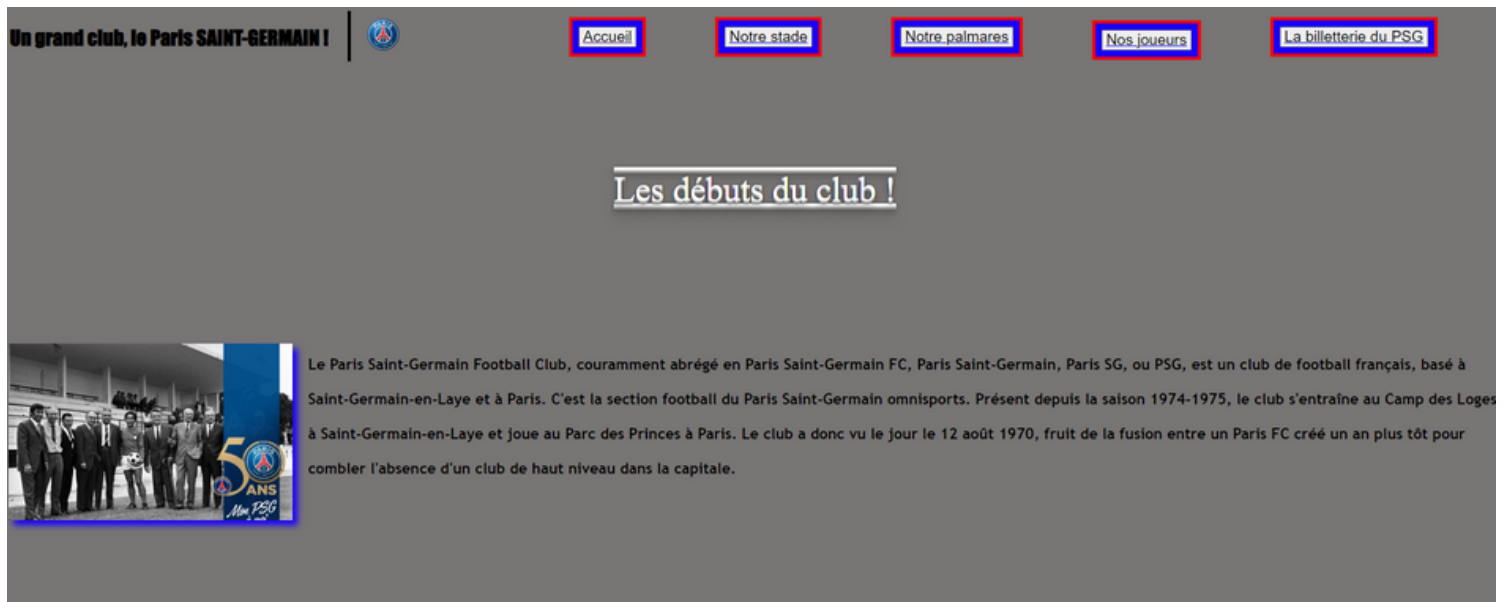 Un grand club, le Paris SAINT-GERMAIN !
PARIS
Accueil
Notre stade
Notre palmares
Nos joueurs
La billetterie du PSG
Les débuts du club !
Le Paris Saint-Germain Football Club, couramment abrégé en Paris Saint-Germain FC, Paris Saint-Germain, Paris SG, ou PSG, est un club de football français, basé à
Saint-Germain-en-Laye et à Paris. C'est la section football du Paris Saint-Germain omnisports. Présent depuis la saison 1974-1975, le club s'entraîne au Camp des Loges
à Saint-Germain-en-Laye et joue au Parc des Princes à Paris. Le club a donc vu le jour le 12 août 1970, fruit de la fusion entre un Paris FC créé un an plus tôt pour
combler l'absence d'un club de haut niveau dans la capitale.
PARIS
50
ANS
Mon PSG